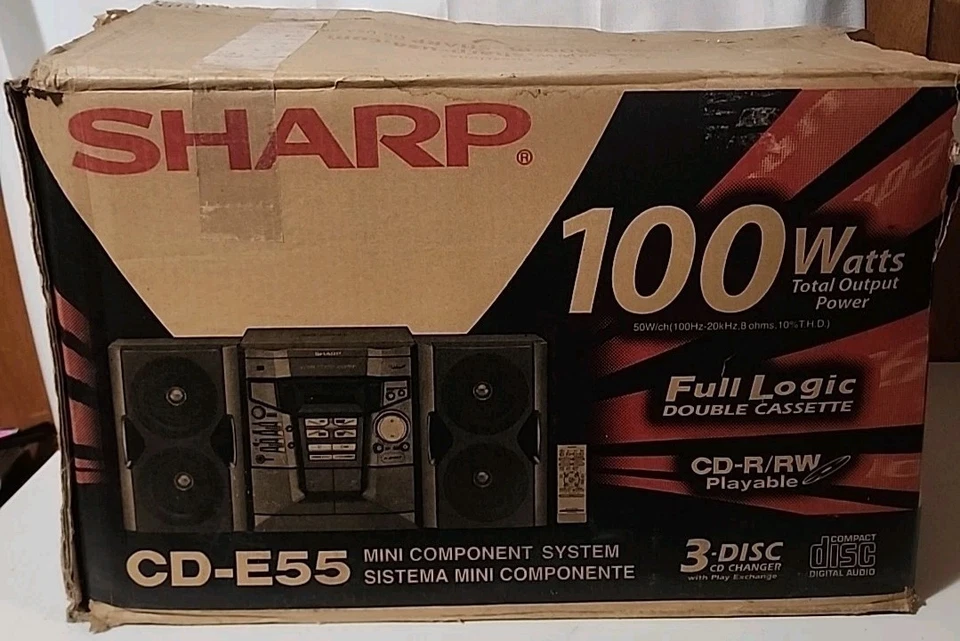 SHARP®
100 Watts
Total Output
Power
50W/ch(100Hz-20kHz,8 ohms,10%T.H.D.)
SHARP
Full Logic
DOUBLE CASSETTE
CD-R/RW
Playable
CD-E55 MINI COMPONENT SYSTEM
SISTEMA MINI COMPONENTE
3-DISC
CD CHANGER
with Play Exchange
COMPACT
disc
DIGITAL AUDIO